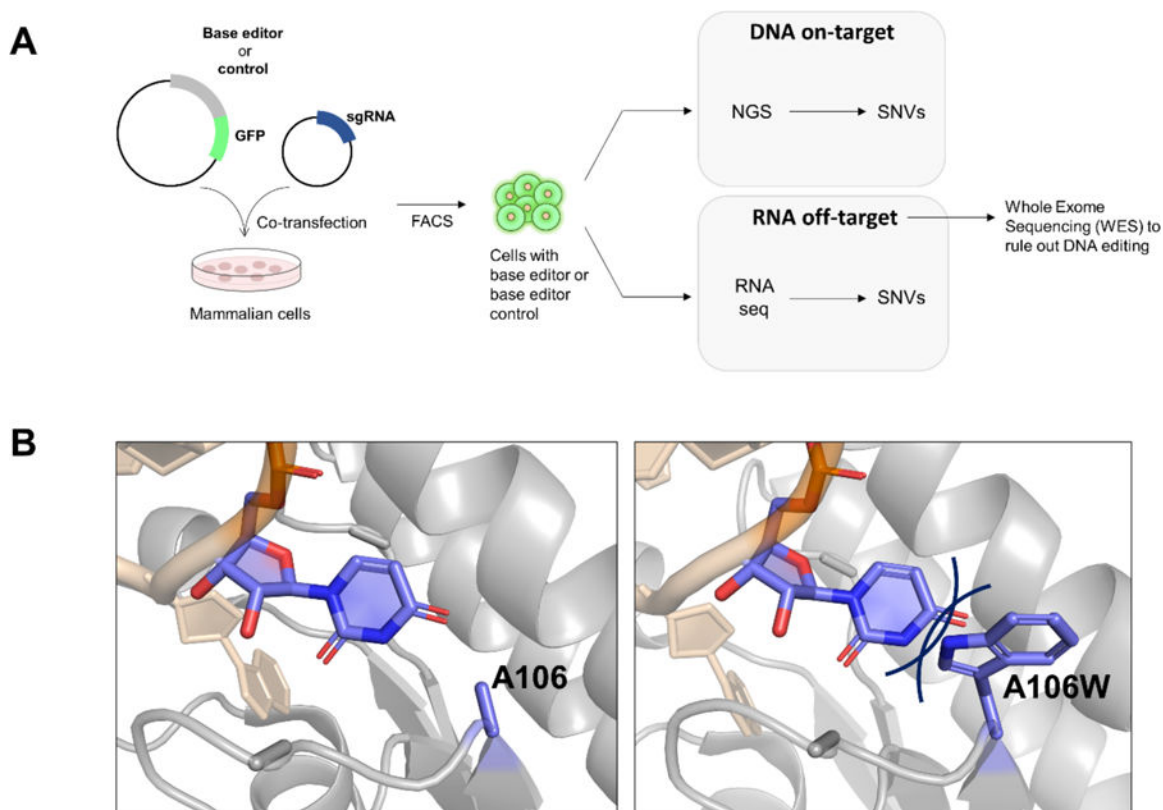 A
Base editor
or
control
GFP
sgRNA
Co-transfection
Mammalian cells
FACS
Cells with
base editor or
base editor
control
DNA on-target
NGS
SNVs
RNA off-target
RNA
seq
SNVs
Whole Exome
Sequencing (WES) to
rule out DNA editing
B
A106
A106W